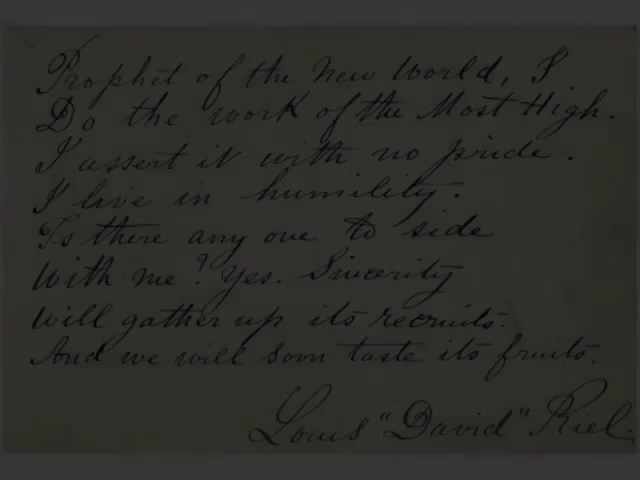 Prophet of the New World, I
Do the work of the Most High.
I assert it with no pride.
I live in humility.
Is there any one to side
With me? Yes. Sincerity
Will gather up its recruits.
And we will soon taste its fruits.
Louis "David" Riel.